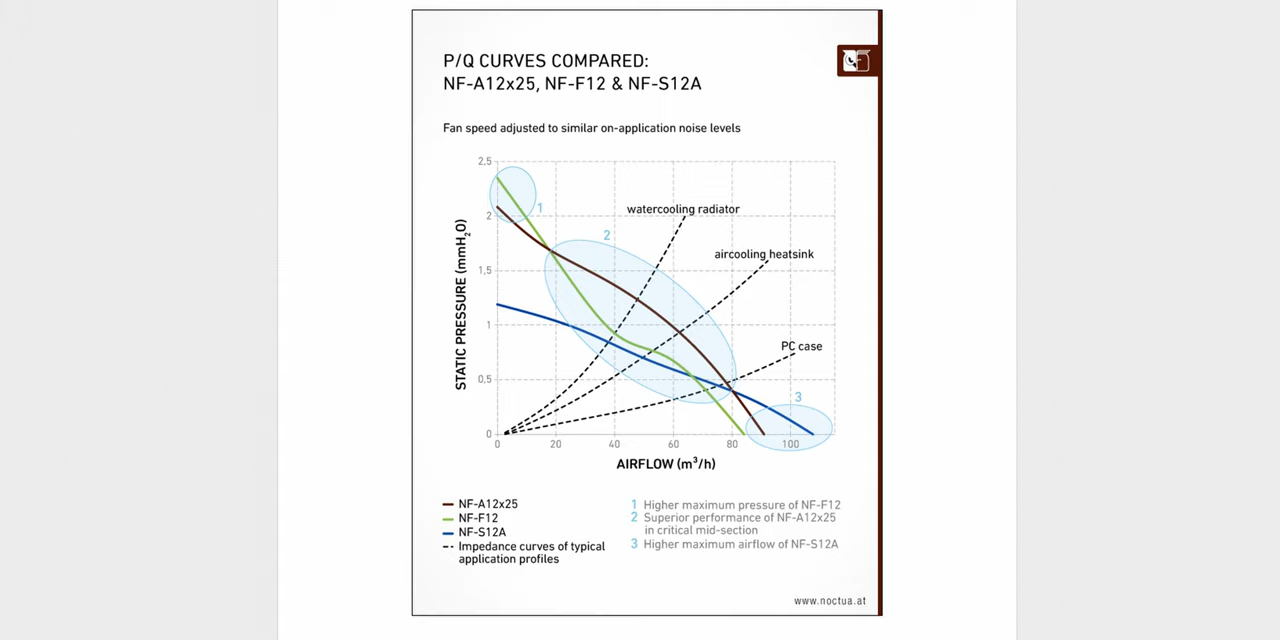 P/Q CURVES COMPARED:
NF-A12x25, NF-F12 & NF-S12A
Fan speed adjusted to similar on-application noise levels
2,5
2
1,5
1
0,5
0
STATIC PRESSURE (mmH₂O)
1
2
3
watercooling radiator
aircooling heatsink
PC case
0
20
40
60
80
100
AIRFLOW (m³/h)
NF-A12x25
NF-F12
NF-S12A
Impedance curves of typical
application profiles
1 Higher maximum pressure of NF-F12
2 Superior performance of NF-A12x25
in critical mid-section
3 Higher maximum airflow of NF-S12A
www.noctua.at